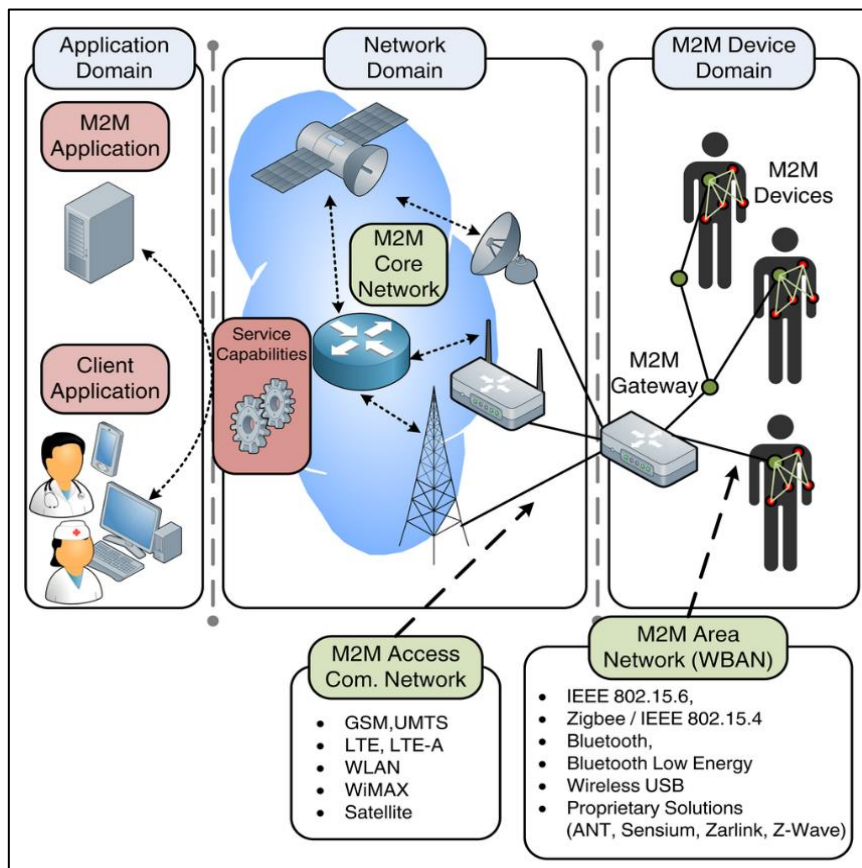 Application
Domain
Network
Domain
M2M Device
Domain
M2M
Application
M2M
Core
Network
M2M
Devices
Service
Capabilities
Client
Application
M2M
Gateway
M2M Access
Com. Network
• GSM,UMTS
• LTE, LTE-A
• WLAN
• WiMAX
• Satellite
M2M Area
Network (WBAN)
• IEEE 802.15.6,
• Zigbee / IEEE 802.15.4
• Bluetooth,
• Bluetooth Low Energy
• Wireless USB
• Proprietary Solutions
(ANT, Sensium, Zarlink, Z-Wave)